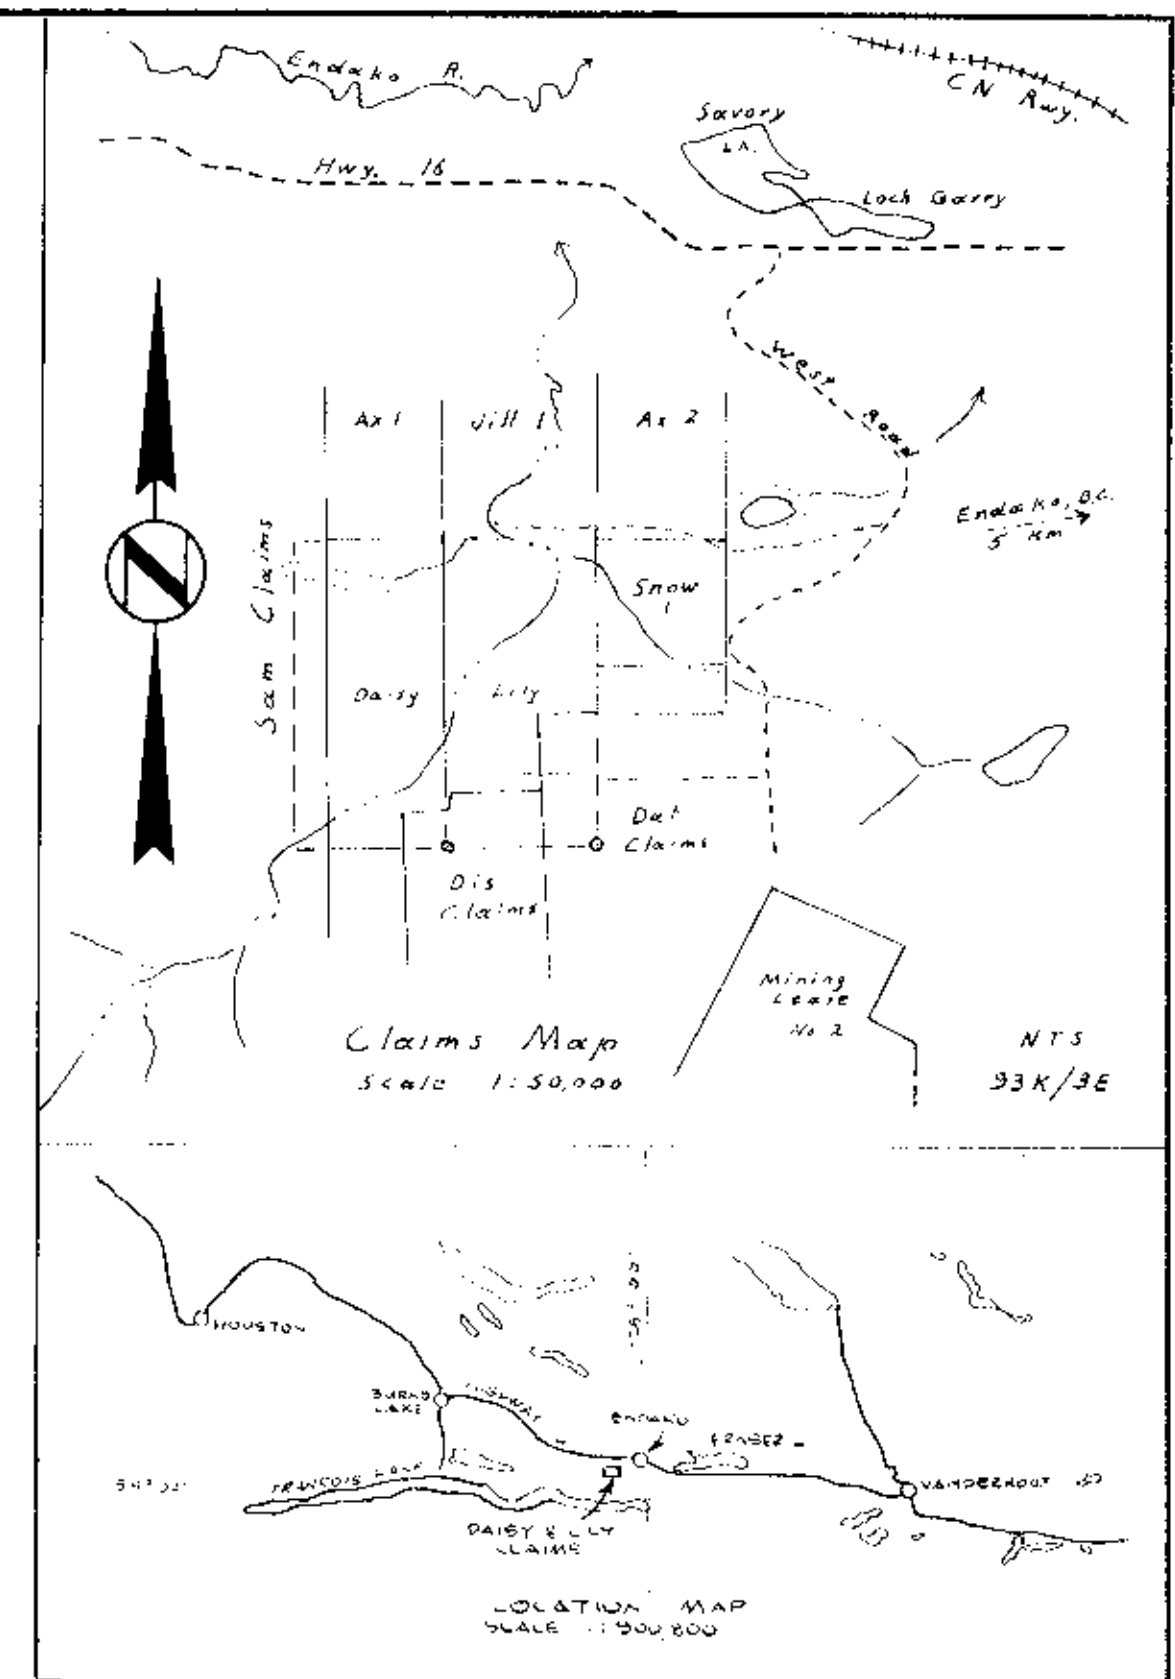 Endako R.
CN Rwy.
Savory
Hwy. 16
Loch Garry
West Road
Ax 1
Jill 1
Ax 2
Endako, B.C.
5 Km
N
Sam Claims
Snow
1
Daisy
Lily
Dat
Claims
Dis
Claims
Mining
Lease
No 2
Claims Map
Scale 1:50,000
NTS
93K/3E
HOUSTON
BURNS
LAKE
HIGHWAY
ENDAKO
FRASER
FRANCOIS LAKE
VANDERHOOF
DAISY & LILY
CLAIMS
LOCATION MAP
SCALE